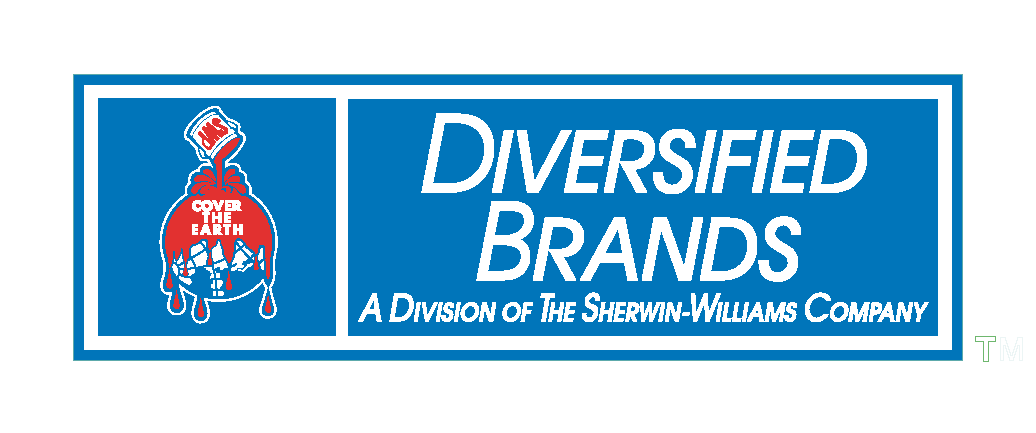 SWP
COVER
THE
EARTH
DIVERSIFIED
BRANDS
A DIVISION OF THE SHERWIN-WILLIAMS COMPANY
TM